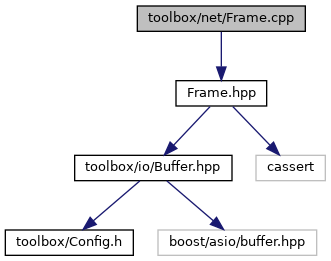 toolbox/net/Frame.cpp
Frame.hpp
toolbox/io/Buffer.hpp
cassert
toolbox/Config.h
boost/asio/buffer.hpp